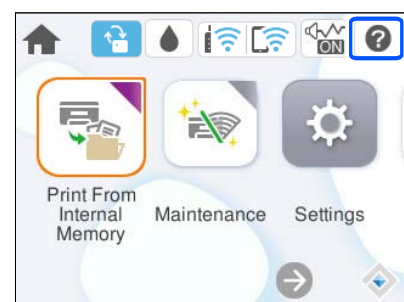 ON
?
Print From
Internal
Memory
Maintenance
Settings